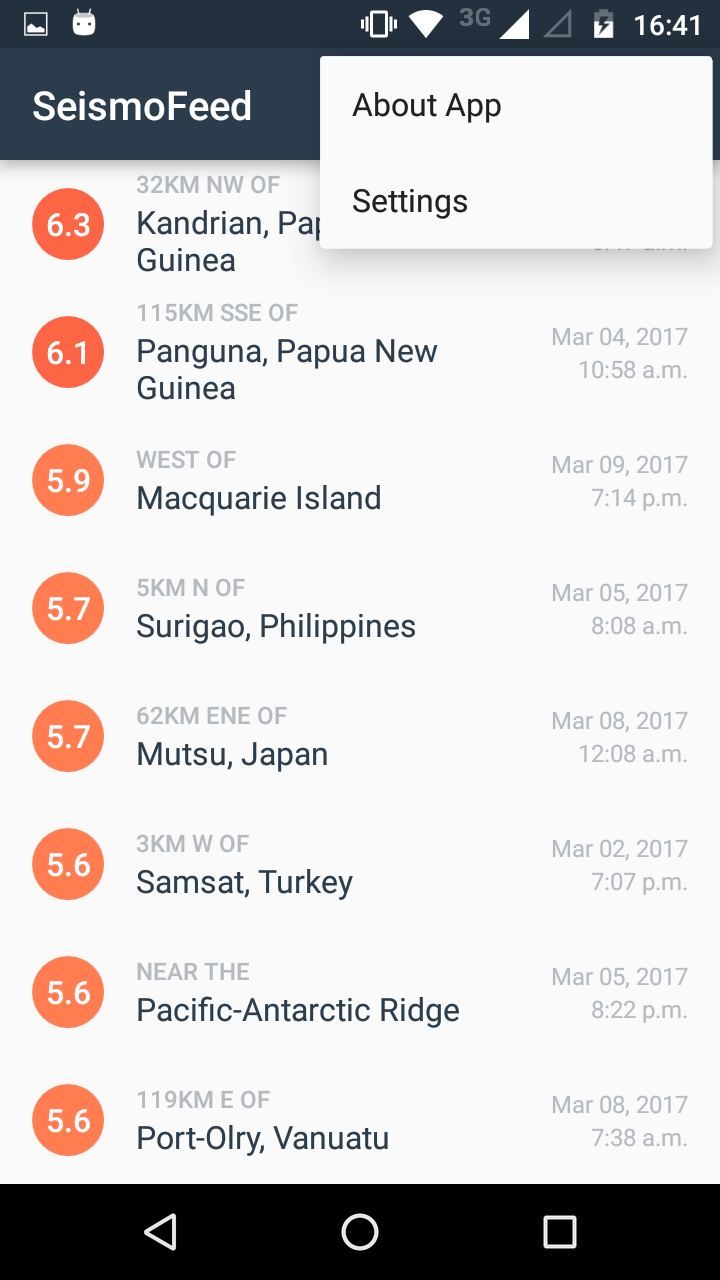 3G
16:41
SeismoFeed
About App
Settings
6.3
32KM NW OF
Kandrian,
Guinea
6.1
115KM SSE OF
Panguna, Papua New
Guinea
Mar 04, 2017
10:58 a.m.
5.9
WEST OF
Macquarie Island
Mar 09, 2017
7:14 p.m.
5.7
5KM N OF
Surigao, Philippines
Mar 05, 2017
8:08 a.m.
5.7
62KM ENE OF
Mutsu, Japan
Mar 08, 2017
12:08 a.m.
5.6
3KM W OF
Samsat, Turkey
Mar 02, 2017
7:07 p.m.
5.6
NEAR THE
Pacific-Antarctic Ridge
Mar 05, 2017
8:22 p.m.
5.6
119KM E OF
Port-Olry, Vanuatu
Mar 08, 2017
7:38 a.m.